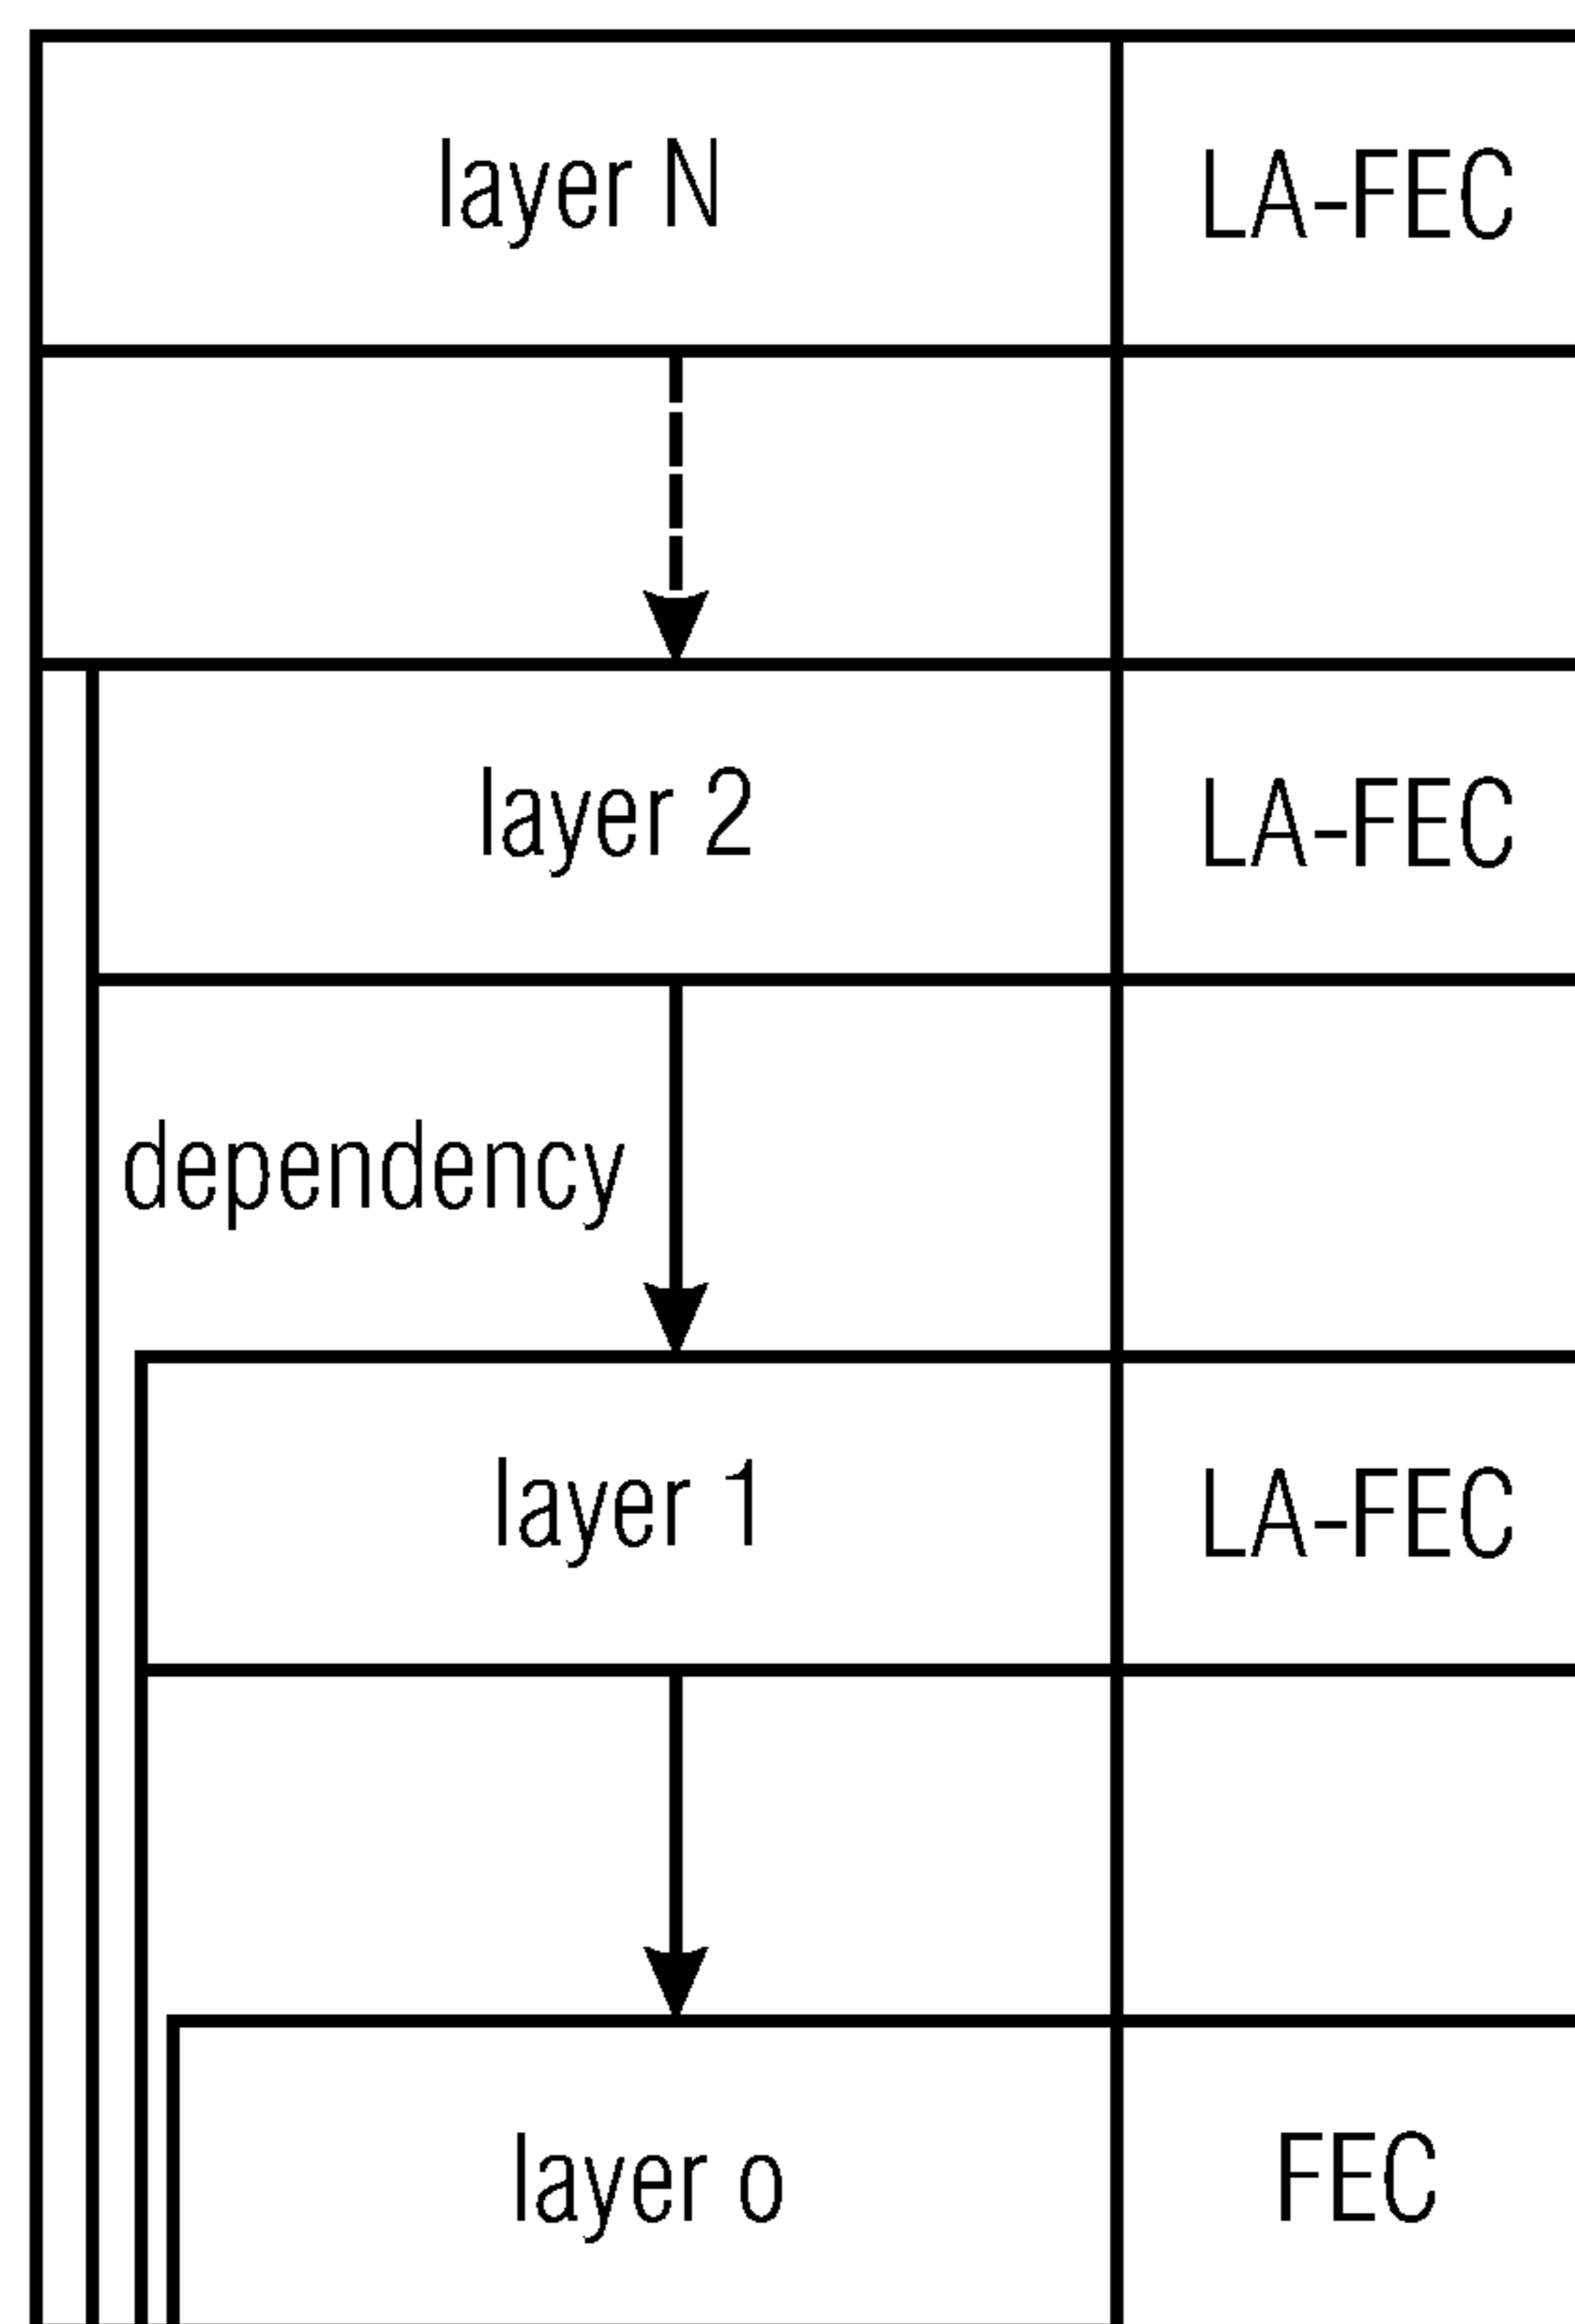 layer N LA-FEC
layer 2 LA-FEC
dependency
layer 1 LA-FEC
layer o FEC